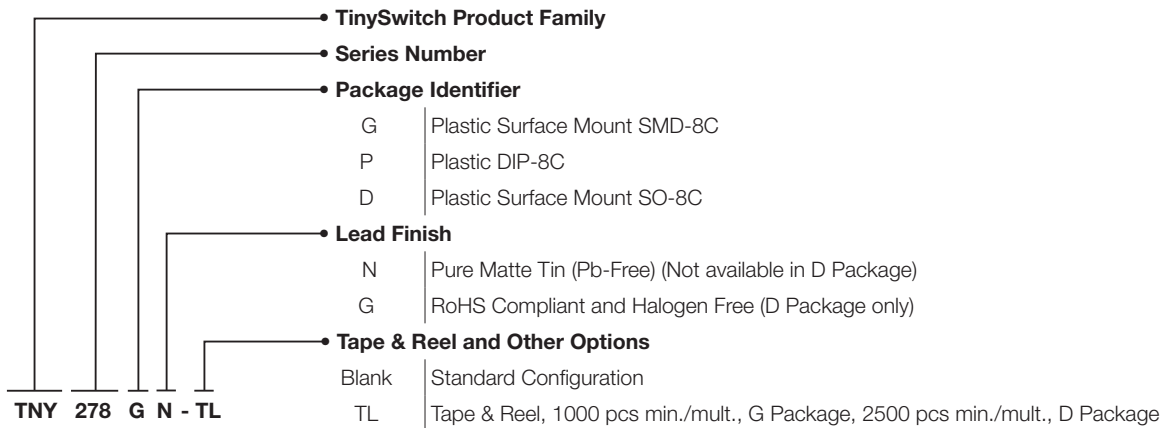 TinySwitch Product Family
Series Number
Package Identifier
G Plastic Surface Mount SMD-8C
P Plastic DIP-8C
D Plastic Surface Mount SO-8C
Lead Finish
N Pure Matte Tin (Pb-Free) (Not available in D Package)
G RoHS Compliant and Halogen Free (D Package only)
Tape & Reel and Other Options
Blank Standard Configuration
TL Tape & Reel, 1000 pcs min./mult., G Package, 2500 pcs min./mult., D Package
TNY 278 G N - TL